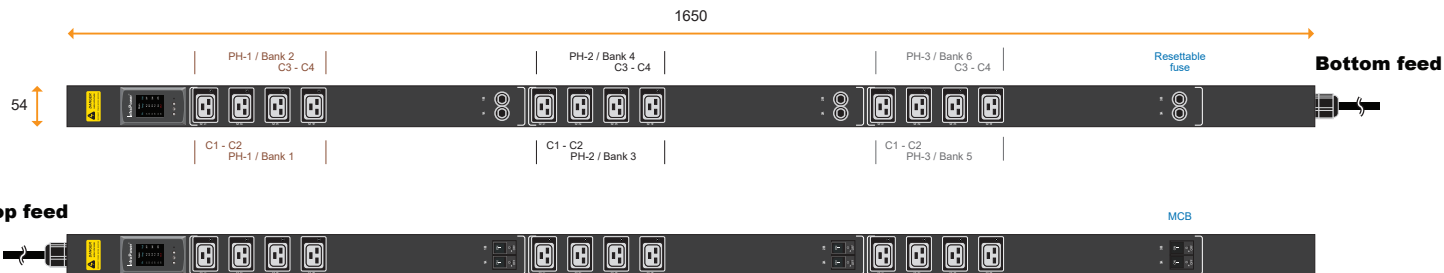 1650
PH-1 / Bank 2
C3 - C4
PH-2 / Bank 4
C3 - C4
PH-3 / Bank 6
C3 - C4
Resettable
fuse
Bottom feed
54
C1 - C2
PH-1 / Bank 1
C1 - C2
PH-2 / Bank 3
C1 - C2
PH-3 / Bank 5
op feed
MCB